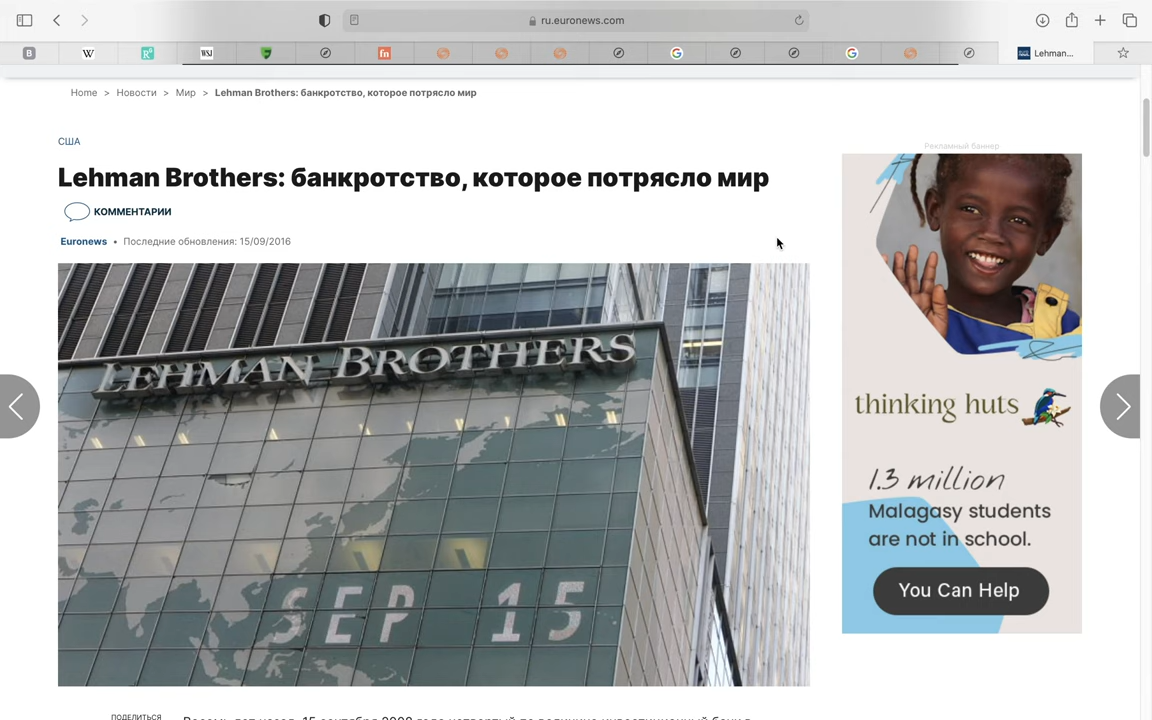 ru.euronews.com
B
W
R
WSJ
fn
G
G
Lehman...
Home > Новости > Мир > Lehman Brothers: банкротство, которое потрясло мир
США
Lehman Brothers: банкротство, которое потрясло мир
КОММЕНТАРИИ
Euronews • Последние обновления: 15/09/2016
LEHMAN BROTHERS
SEP 15
Рекламный баннер
thinking huts
1.3 million
Malagasy students
are not in school.
You Can Help
ПОДЕЛИТЬСЯ